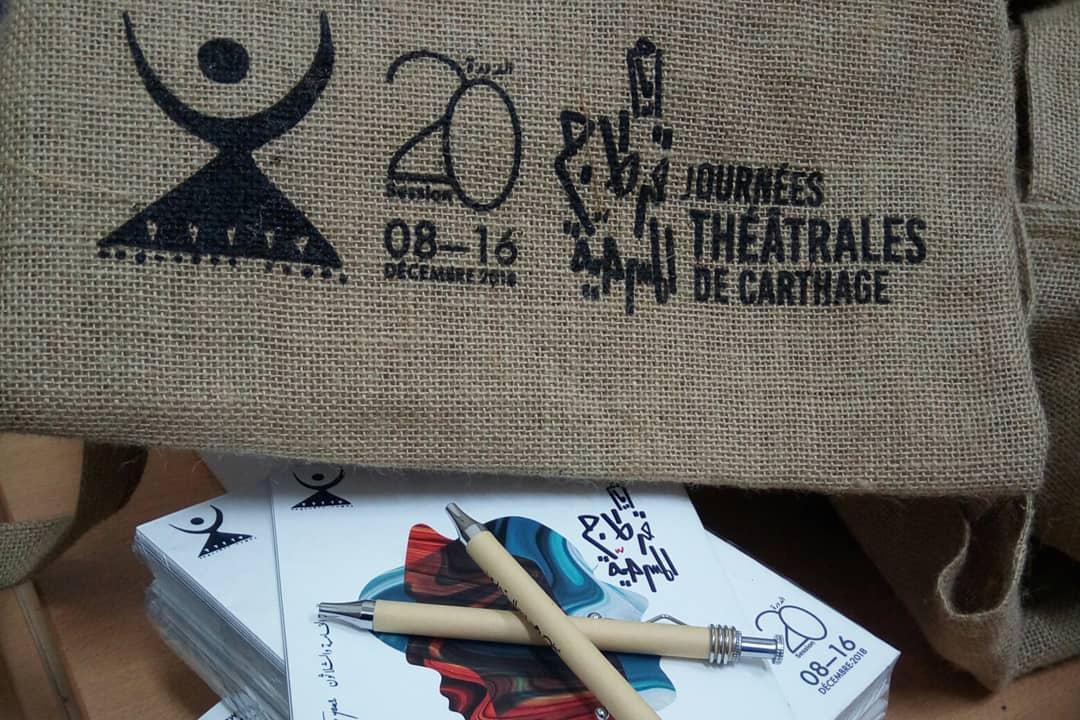 الدورة
20
Session
08–16
DÉCEMBRE 2018
أيام
قرطاج
المسرحية
JOURNÉES
THÉÂTRALES
DE CARTHAGE
أيام
قرطاج
المسرحية
الدورة
20
Session
08–16
DÉCEMBRE 2018